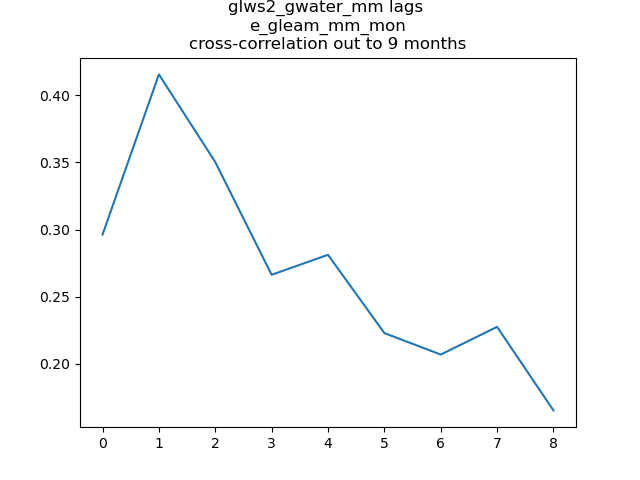 glws2_gwater_mm lags
e_gleam_mm_mon
cross-correlation out to 9 months
0.40
0.35
0.30
0.25
0.20
0 1 2 3 4 5 6 7 8